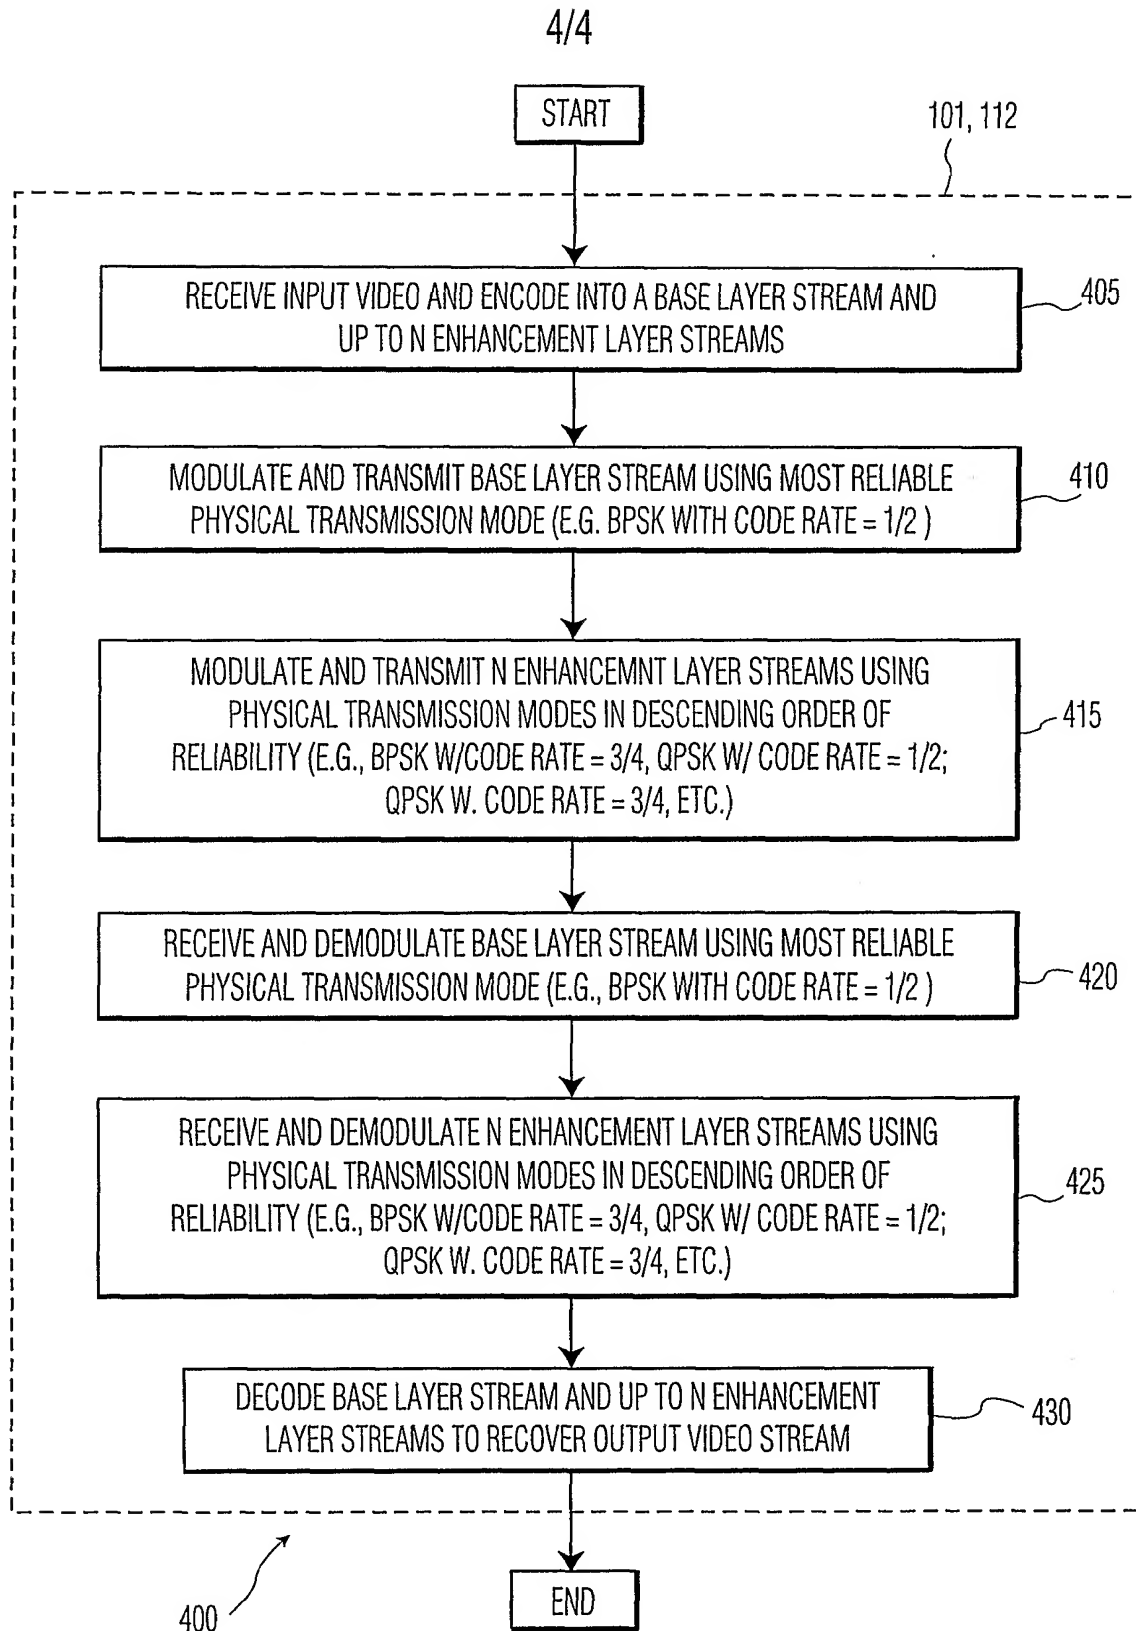 4/4
START
101, 112
RECEIVE INPUT VIDEO AND ENCODE INTO A BASE LAYER STREAM AND
UP TO N ENHANCEMENT LAYER STREAMS
405
MODULATE AND TRANSMIT BASE LAYER STREAM USING MOST RELIABLE
PHYSICAL TRANSMISSION MODE (E.G. BPSK WITH CODE RATE = 1/2 )
410
MODULATE AND TRANSMIT N ENHANCEMNT LAYER STREAMS USING
PHYSICAL TRANSMISSION MODES IN DESCENDING ORDER OF
RELIABILITY (E.G., BPSK W/CODE RATE = 3/4, QPSK W/ CODE RATE = 1/2;
QPSK W. CODE RATE = 3/4, ETC.)
415
RECEIVE AND DEMODULATE BASE LAYER STREAM USING MOST RELIABLE
PHYSICAL TRANSMISSION MODE (E.G., BPSK WITH CODE RATE = 1/2 )
420
RECEIVE AND DEMODULATE N ENHANCEMENT LAYER STREAMS USING
PHYSICAL TRANSMISSION MODES IN DESCENDING ORDER OF
RELIABILITY (E.G., BPSK W/CODE RATE = 3/4, QPSK W/ CODE RATE = 1/2;
QPSK W. CODE RATE = 3/4, ETC.)
425
DECODE BASE LAYER STREAM AND UP TO N ENHANCEMENT
LAYER STREAMS TO RECOVER OUTPUT VIDEO STREAM
430
400
END